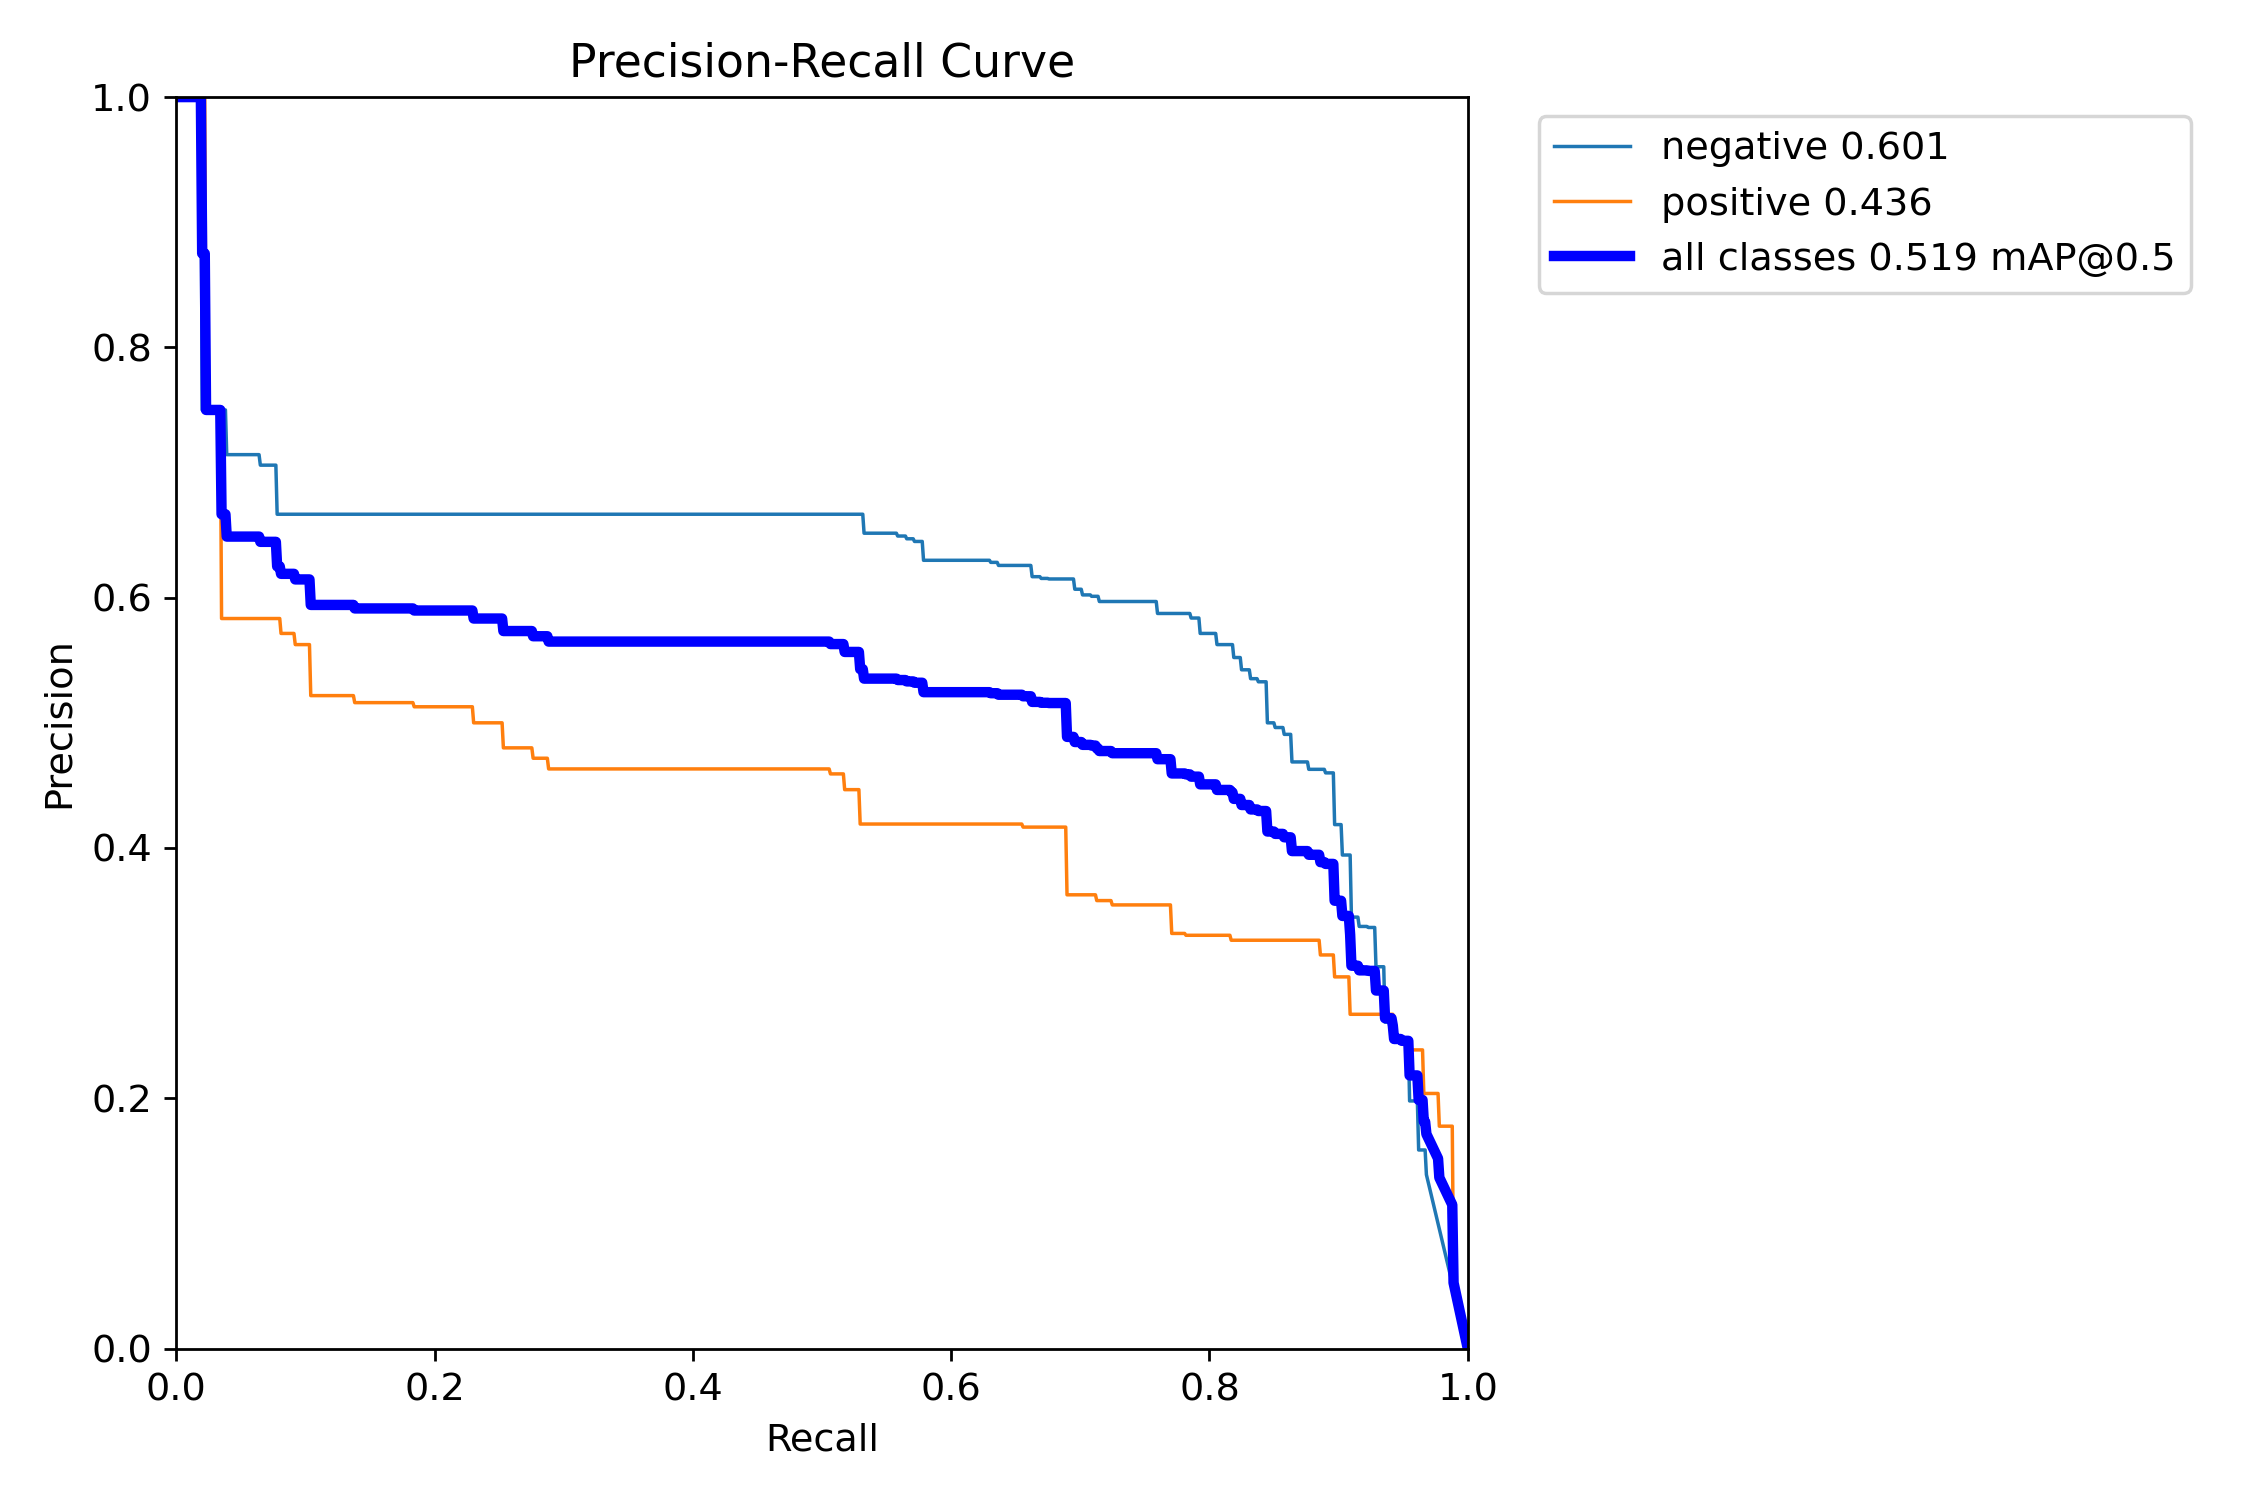 Precision-Recall Curve
negative 0.601
positive 0.436
all classes 0.519 mAP@0.5
Precision
1.0
0.8
0.6
0.4
0.2
0.0
0.0 0.2 0.4 0.6 0.8 1.0
Recall